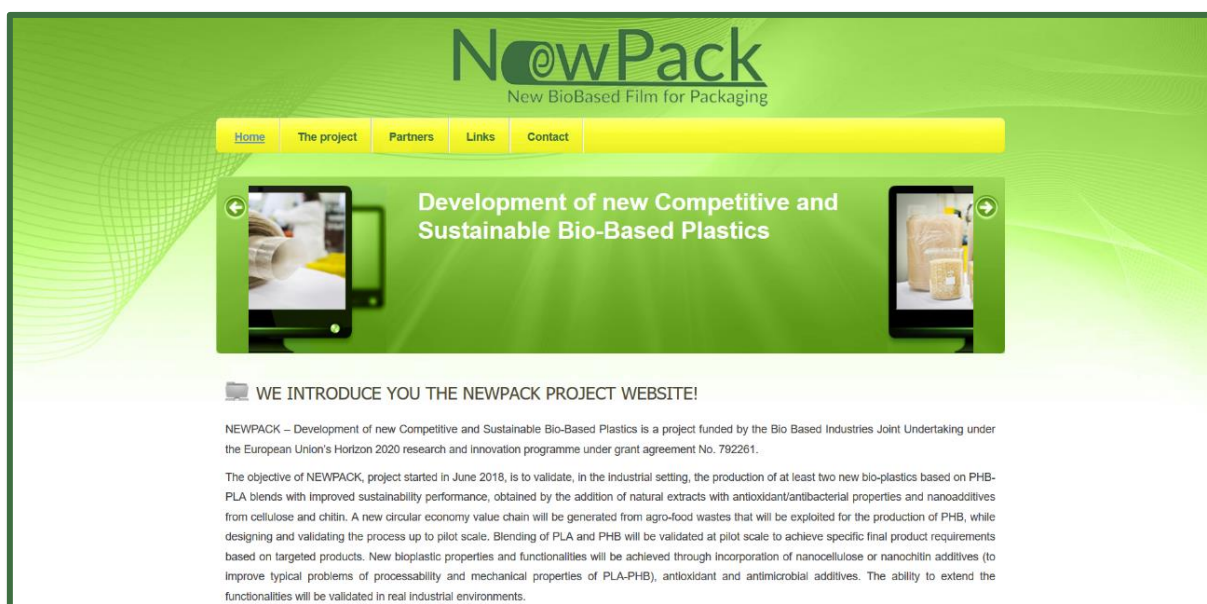 NewPack
New BioBased Film for Packaging
Home The project Partners Links Contact
Development of new Competitive and
Sustainable Bio-Based Plastics
WE INTRODUCE YOU THE NEWPACK PROJECT WEBSITE!
NEWPACK – Development of new Competitive and Sustainable Bio-Based Plastics is a project funded by the Bio Based Industries Joint Undertaking under
the European Union's Horizon 2020 research and innovation programme under grant agreement No. 792261.
The objective of NEWPACK, project started in June 2018, is to validate, in the industrial setting, the production of at least two new bio-plastics based on PHB-
PLA blends with improved sustainability performance, obtained by the addition of natural extracts with antioxidant/antibacterial properties and nanoadditives
from cellulose and chitin. A new circular economy value chain will be generated from agro-food wastes that will be exploited for the production of PHB, while
designing and validating the process up to pilot scale. Blending of PLA and PHB will be validated at pilot scale to achieve specific final product requirements
based on targeted products. New bioplastic properties and functionalities will be achieved through incorporation of nanocellulose or nanochitin additives (to
improve typical problems of processability and mechanical properties of PLA-PHB), antioxidant and antimicrobial additives. The ability to extend the
functionalities will be validated in real industrial environments.